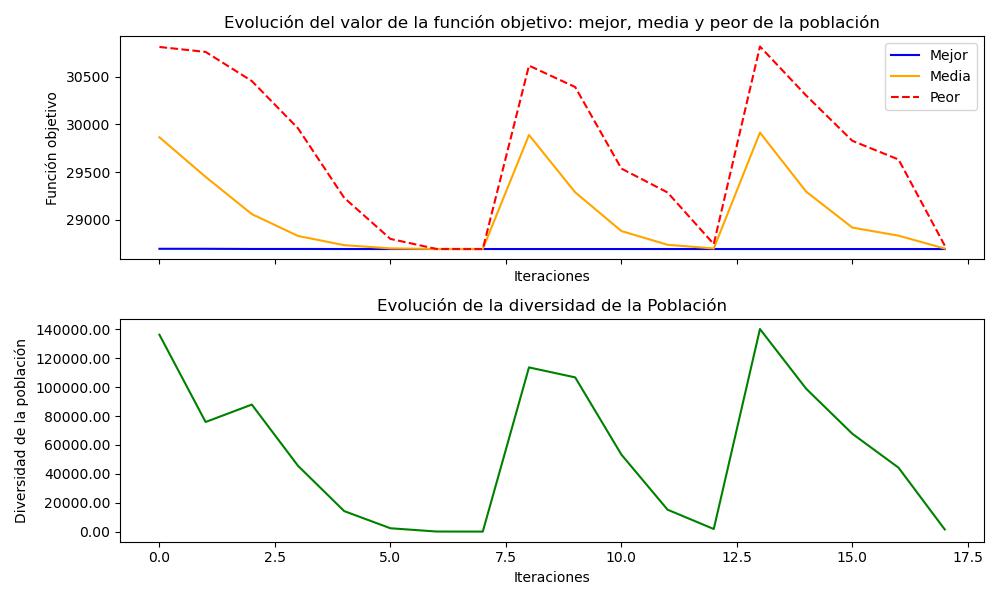 Evolución del valor de la función objetivo: mejor, media y peor de la población
Función objetivo
30500
30000
29500
29000
Mejor
Media
Peor
Iteraciones
Evolución de la diversidad de la Población
Diversidad de la población
140000.00
120000.00
100000.00
80000.00
60000.00
40000.00
20000.00
0.00
0.0 2.5 5.0 7.5 10.0 12.5 15.0 17.5
Iteraciones